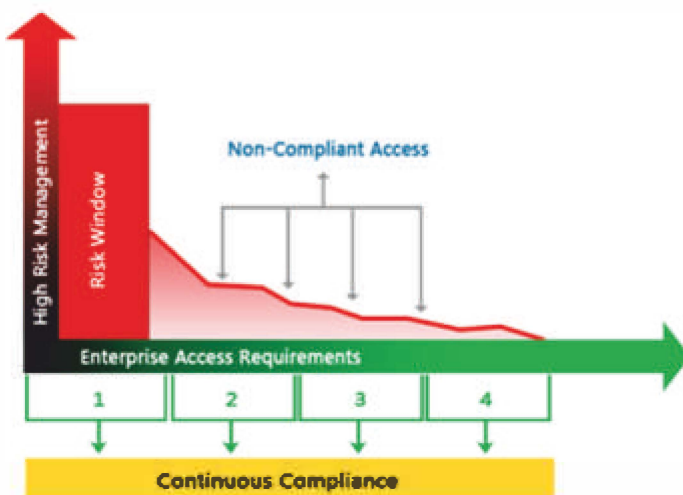 Non-Compliant Access
High Risk Management
Risk Window
Enterprise Access Requirements
1
2
3
4
Continuous Compliance